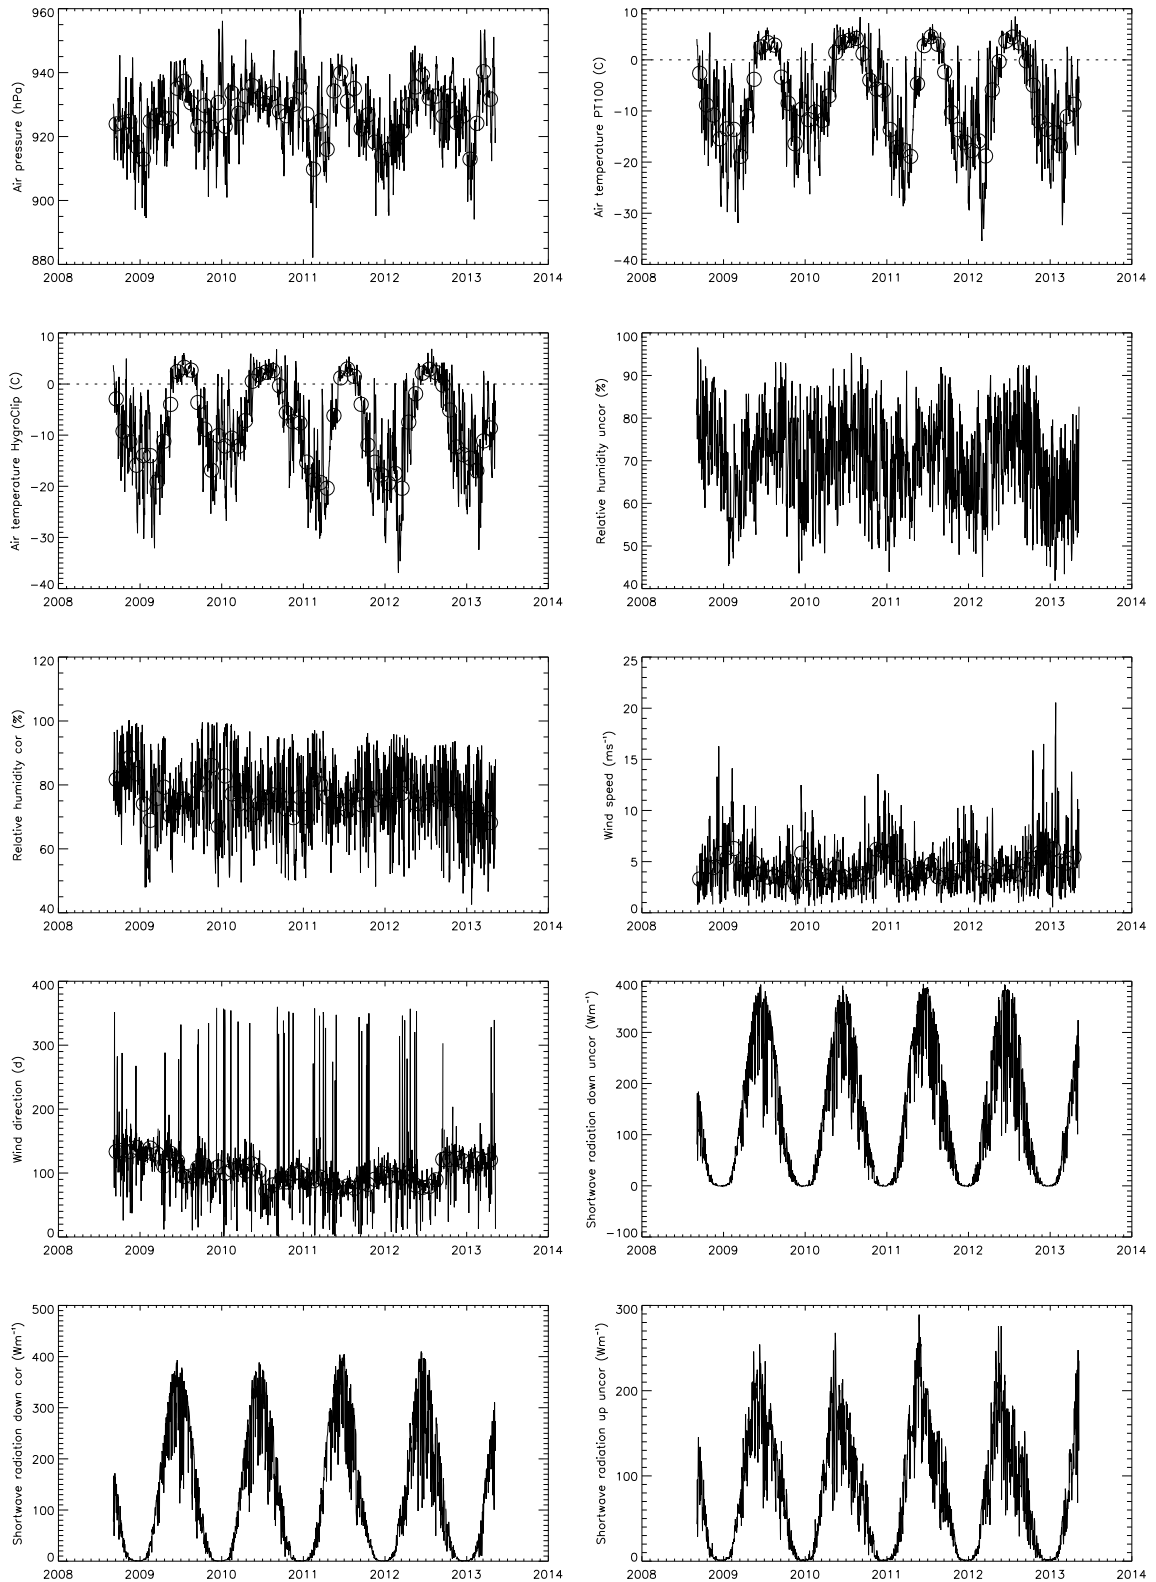 960
940
920
900
880
Air pressure (hPa)
2008 2009 2010 2011 2012 2013 2014
10
0
−10
−20
−30
−40
Air temperature PT100 (C)
2008 2009 2010 2011 2012 2013 2014
10
0
−10
−20
−30
−40
Air temperature HygroClip (C)
2008 2009 2010 2011 2012 2013 2014
100
90
80
70
60
50
40
Relative humidity uncor (%)
2008 2009 2010 2011 2012 2013 2014
120
100
80
60
40
Relative humidity cor (%)
2008 2009 2010 2011 2012 2013 2014
25
20
15
10
5
0
Wind speed (ms⁻¹)
2008 2009 2010 2011 2012 2013 2014
400
300
200
100
0
Wind direction (d)
2008 2009 2010 2011 2012 2013 2014
400
300
200
100
0
−100
Shortwave radiation down uncor (Wm⁻¹)
2008 2009 2010 2011 2012 2013 2014
500
400
300
200
100
0
Shortwave radiation down cor (Wm⁻¹)
2008 2009 2010 2011 2012 2013 2014
300
200
100
0
Shortwave radiation up uncor (Wm⁻¹)
2008 2009 2010 2011 2012 2013 2014